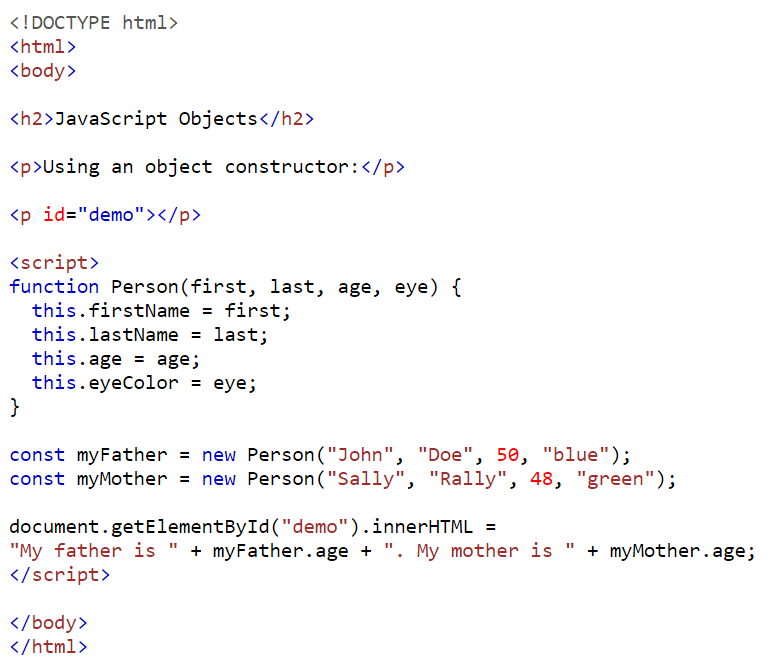 <!DOCTYPE html>
<html>
<body>
<h2>JavaScript Objects</h2>
<p>Using an object constructor:</p>
<p id="demo"></p>
<script>
function Person(first, last, age, eye) {
  this.firstName = first;
  this.lastName = last;
  this.age = age;
  this.eyeColor = eye;
}
const myFather = new Person("John", "Doe", 50, "blue");
const myMother = new Person("Sally", "Rally", 48, "green");
document.getElementById("demo").innerHTML =
"My father is " + myFather.age + ". My mother is " + myMother.age;
</script>
</body>
</html>